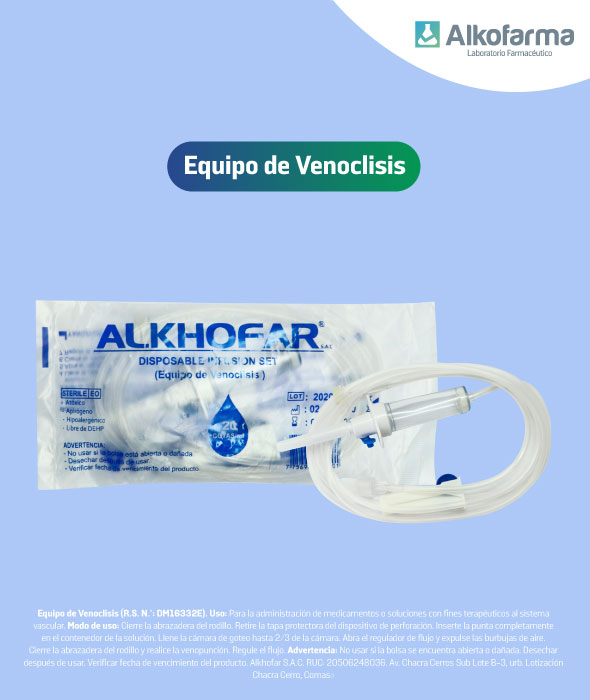 Alkofarma
Laboratorio Farmacéutico
Equipo de Venoclisis
ALKHOFAR®
S.A.C
DISPOSABLE INFUSION SET
(Equipo de Venoclisis)
STERILE EO
- Atóxico
- Apirógeno
- Hipoalergénico
- Libre de DEHP
20
GOTAS
LOT : 2020
: 02
ADVERTENCIA:
- No usar si la bolsa está abierta o dañada.
- Desechar después de usar.
- Verificar fecha de vencimiento del producto.
Equipo de Venoclisis (R.S. N.°: DM16332E). Uso: Para la administración de medicamentos o soluciones con fines terapéuticos al sistema
vascular. Modo de uso: Cierre la abrazadera del rodillo. Retire la tapa protectora del dispositivo de perforación. Inserte la punta completamente
en el contenedor de la solución. Llene la cámara de goteo hasta 2/3 de la cámara. Abra el regulador de flujo y expulse las burbujas de aire.
Cierre la abrazadera del rodillo y realice la venopunción. Regule el flujo. Advertencia: No usar si la bolsa se encuentra abierta o dañada. Desechar
después de usar. Verificar fecha de vencimiento del producto. Alkhofar S.A.C. RUC: 20506248036. Av. Chacra Cerros Sub Lote B-3, urb. Lotización
Chacra Cerro, Comas.